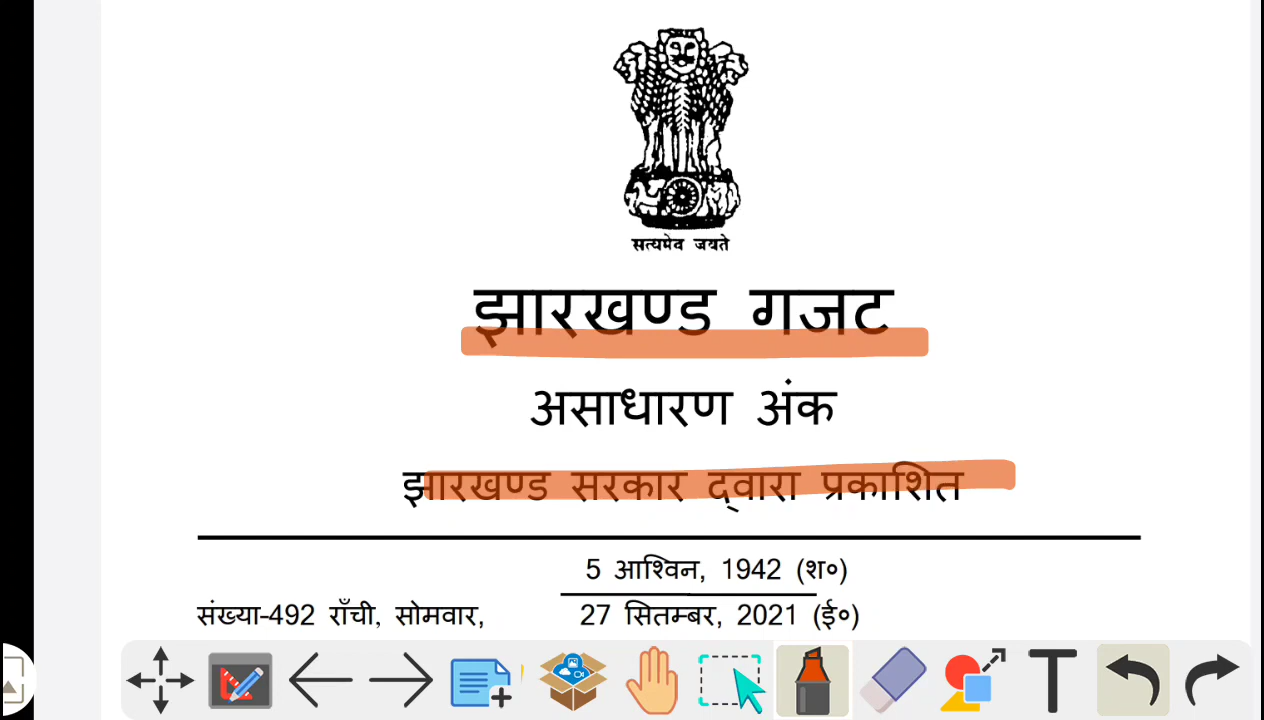 सत्यमेव जयते
झारखण्ड गजट
असाधारण अंक
झारखण्ड सरकार द्वारा प्रकाशित
5 आश्विन, 1942 (श०)
संख्या-492 राँची, सोमवार, 27 सितम्बर, 2021 (ई०)